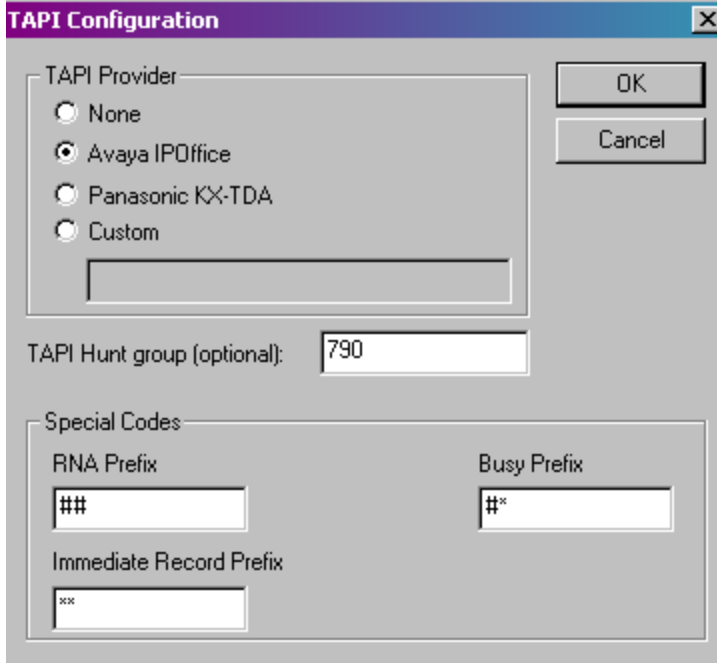 TAPI Configuration
TAPI Provider
None
Avaya IPOffice
Panasonic KX-TDA
Custom
OK
Cancel
TAPI Hunt group (optional): 790
Special Codes
RNA Prefix
##
Busy Prefix
#*
Immediate Record Prefix
**